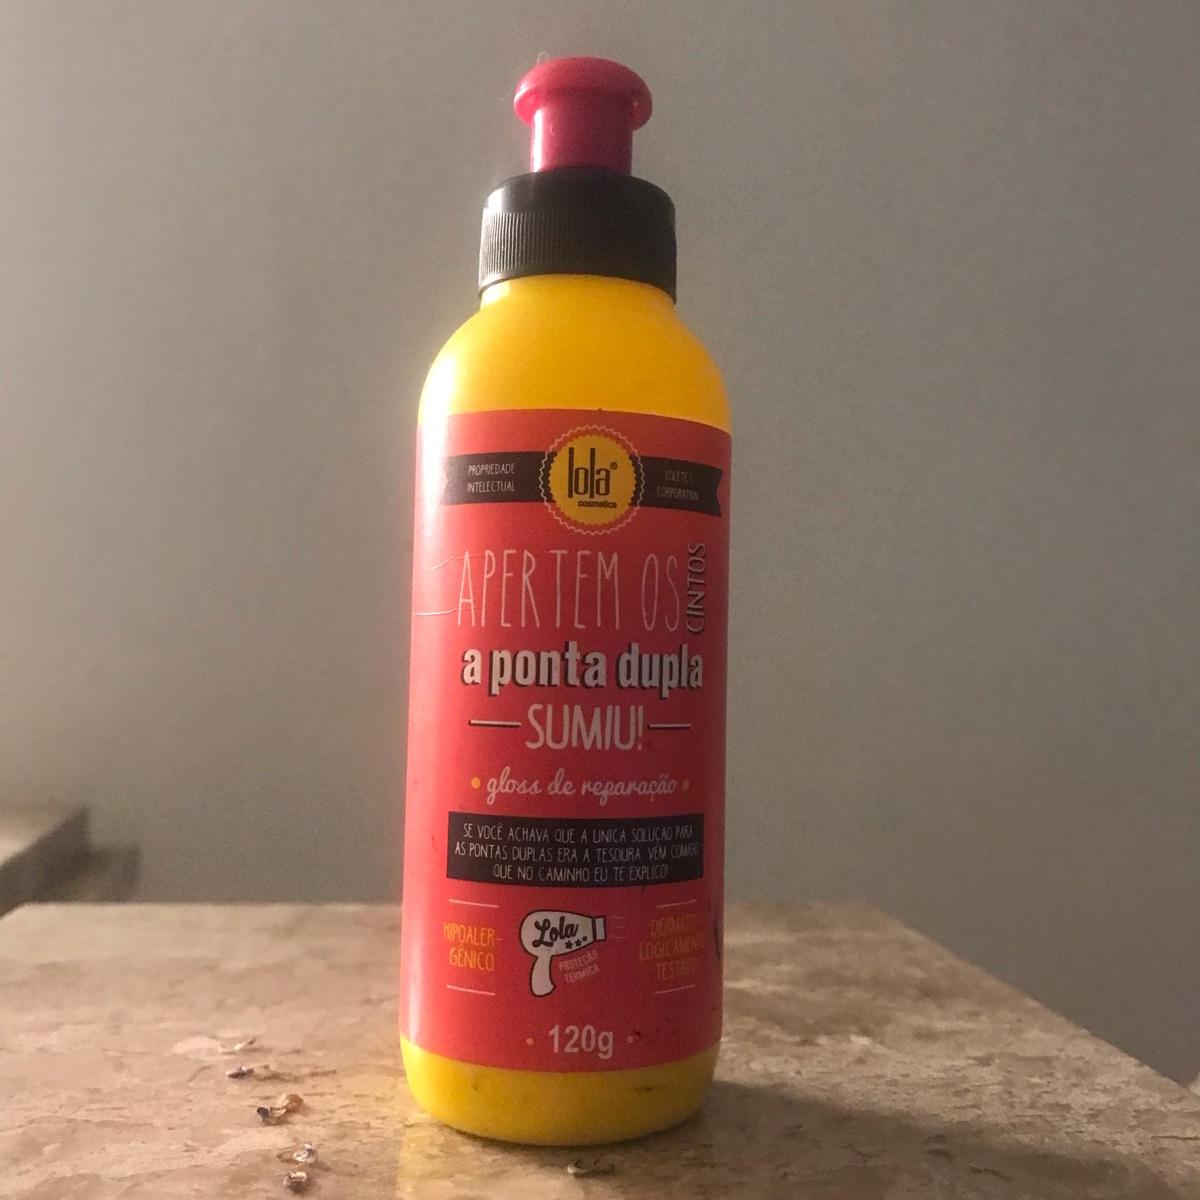 PROPRIEDADE
INTELECTUAL
lola®
cosmetics
LOLETE'S
CORPORATION
APERTEM OS
CINTOS
a ponta dupla
SUMIU!
• gloss de reparação •
SE VOCÊ ACHAVA QUE A ÚNICA SOLUÇÃO PARA
AS PONTAS DUPLAS ERA A TESOURA, VEM COMIGO
QUE NO CAMINHO EU TE EXPLICO!
HIPOALER-
GÊNICO
Lola
PROTEÇÃO
TÉRMICA
DERMATO-
LOGICAMENTE
TESTADO
• 120g •